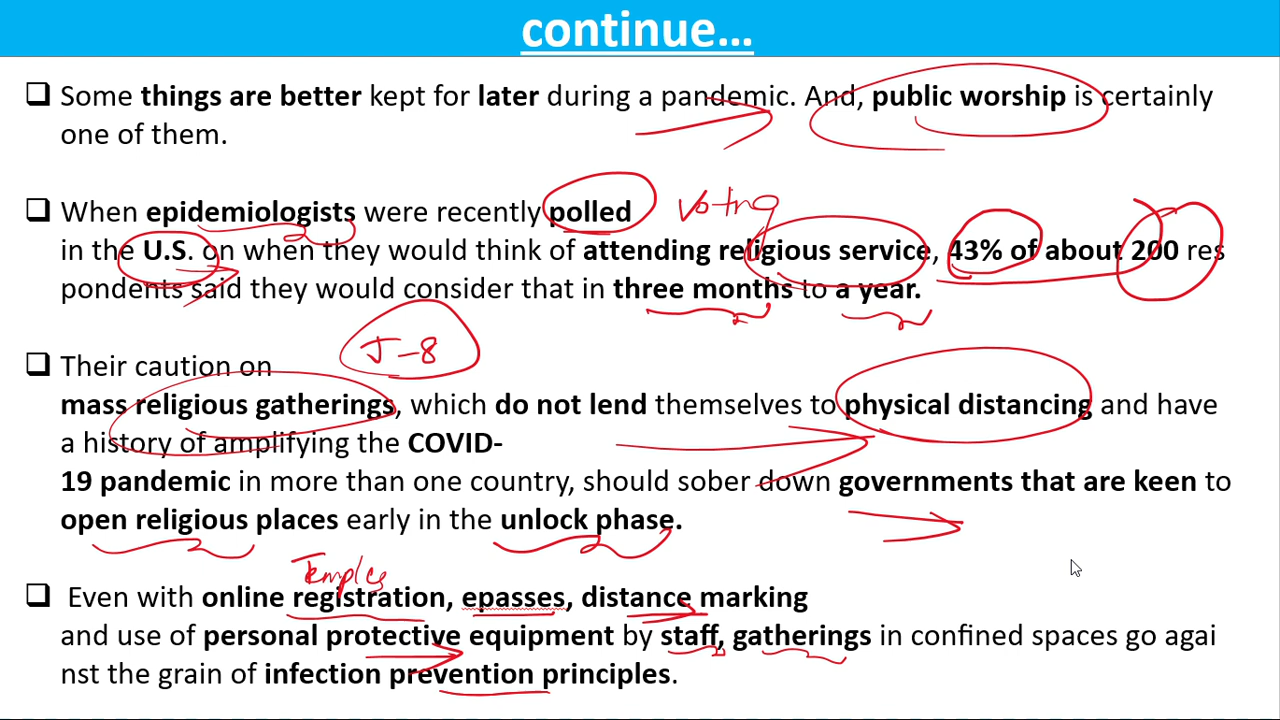 continue…
Some things are better kept for later during a pandemic. And, public worship is certainly
one of them.
When epidemiologists were recently polled
Voting
in the U.S. on when they would think of attending religious service, 43% of about 200 res
pondents said they would consider that in three months to a year.
J-8
Their caution on
mass religious gatherings, which do not lend themselves to physical distancing and have
a history of amplifying the COVID-
19 pandemic in more than one country, should sober down governments that are keen to
open religious places early in the unlock phase.
Temples
Even with online registration, epasses, distance marking
and use of personal protective equipment by staff, gatherings in confined spaces go agai
nst the grain of infection prevention principles.